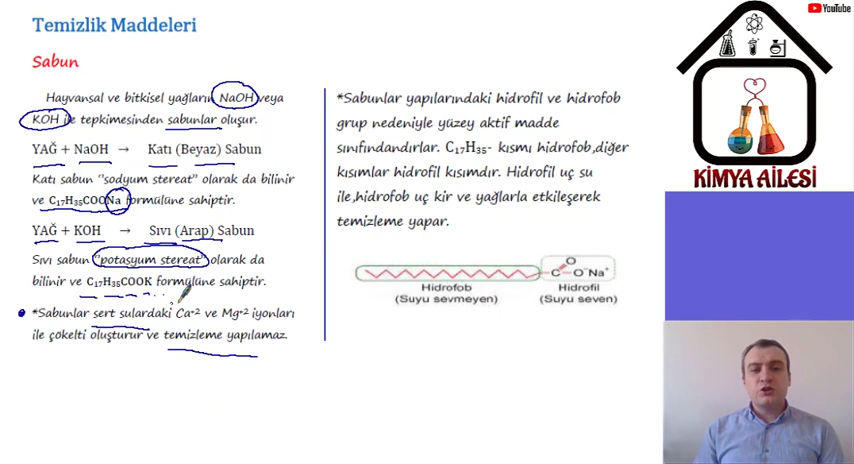 Temizlik Maddeleri
Sabun
Hayvansal ve bitkisel yağların NaOH veya
KOH ile tepkimesinden sabunlar oluşur.
YAĞ + NaOH → Katı (Beyaz) Sabun
Katı sabun "sodyum stereat" olarak da bilinir
ve C₁₇H₃₅COONa formülüne sahiptir.
YAĞ + KOH → Sıvı (Arap) Sabun
Sıvı sabun "potasyum stereat" olarak da
bilinir ve C₁₇H₃₅COOK formülüne sahiptir.
*Sabunlar sert sulardaki Ca+2 ve Mg+2 iyonları
ile çökelti oluşturur ve temizleme yapılamaz.
*Sabunlar yapılarındaki hidrofil ve hidrofob
grup nedeniyle yüzey aktif madde
sınıfındandırlar. C₁₇H₃₅- kısmı hidrofob,diğer
kısımlar hidrofil kısımdır. Hidrofil uç su
ile,hidrofob uç kir ve yağlarla etkileşerek
temizleme yapar.
O
C O⁻Na⁺
Hidrofob Hidrofil
(Suyu sevmeyen) (Suyu seven)
YouTube
KİMYA AİLESİ